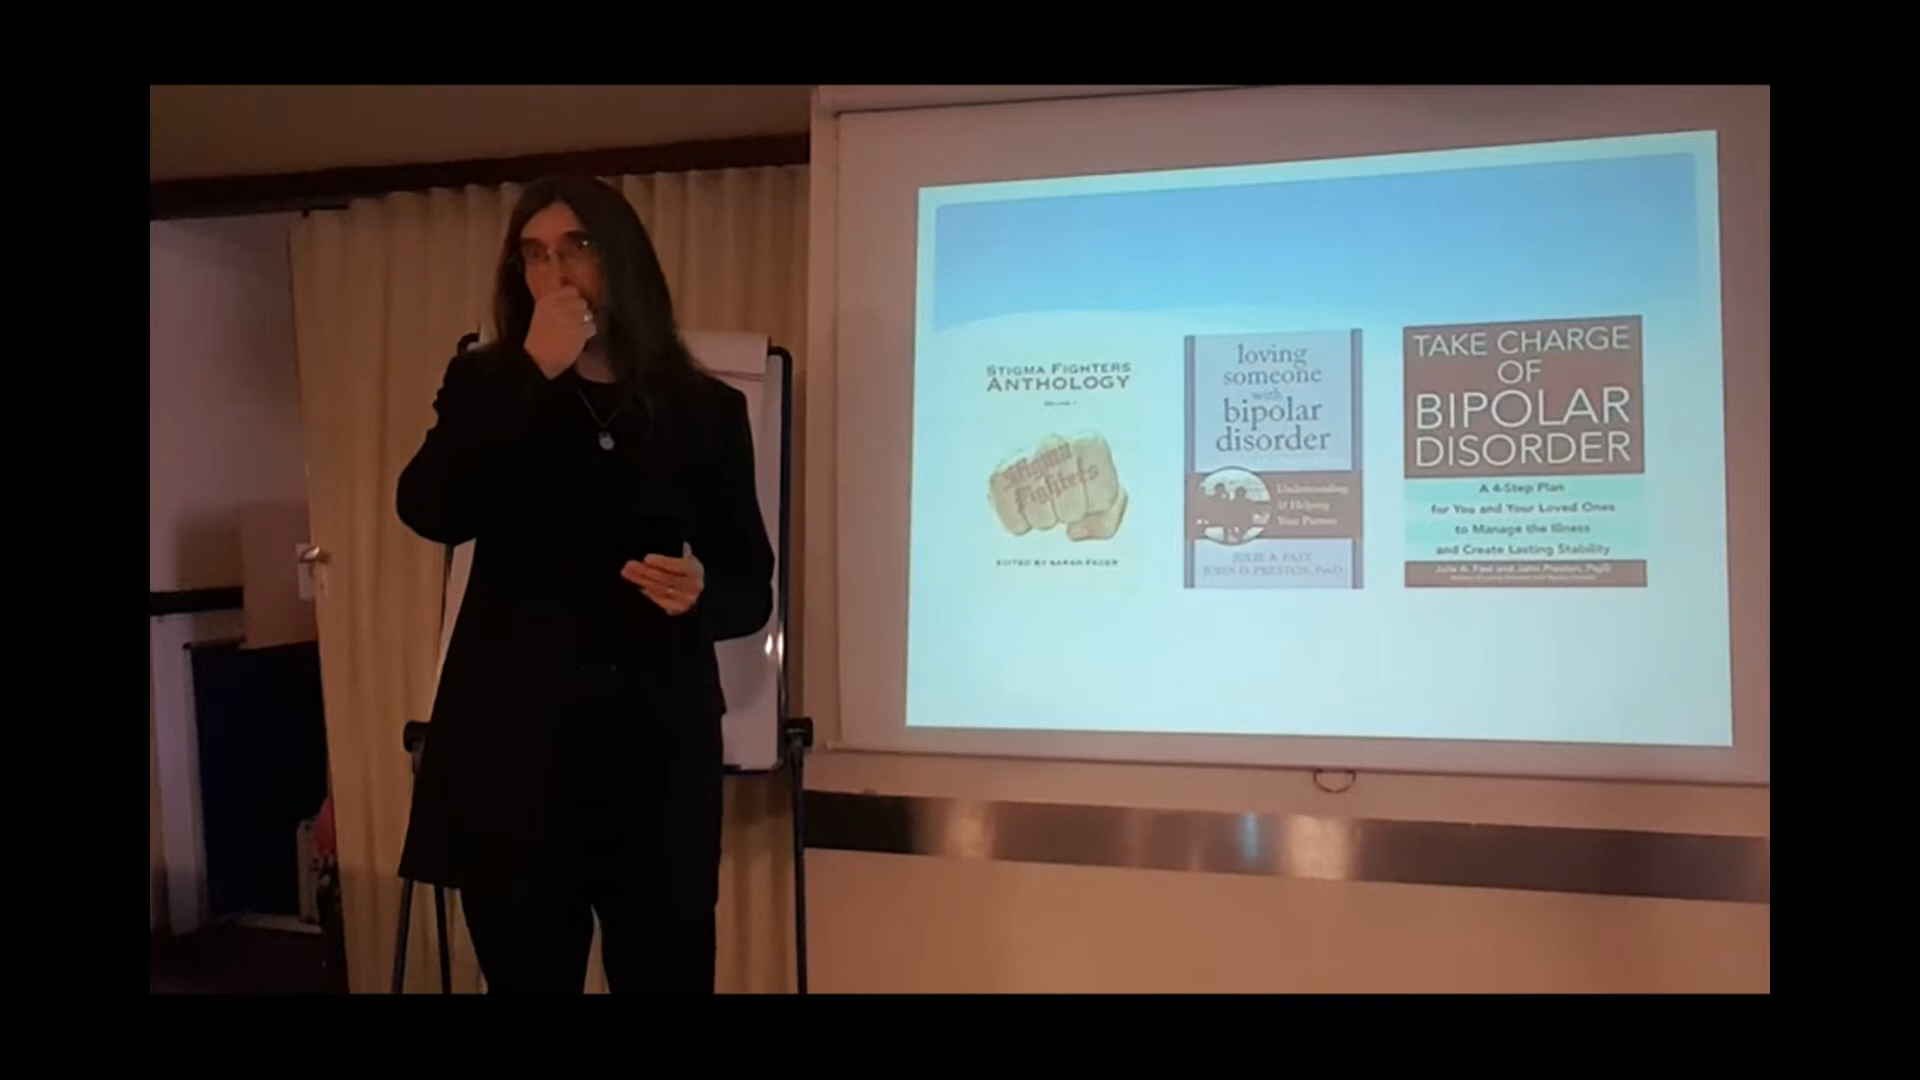 STIGMA FIGHTERS
ANTHOLOGY
Stigma
Fighters
EDITED BY SARAH FADER
loving
someone
with
bipolar
disorder
Understanding
& Helping
Your Partner
JULIE A. FAST
JOHN D. PRESTON, PsyD
TAKE CHARGE
OF
BIPOLAR
DISORDER
A 4-Step Plan
for You and Your Loved Ones
to Manage the Illness
and Create Lasting Stability
Julie A. Fast and John Preston, PsyD